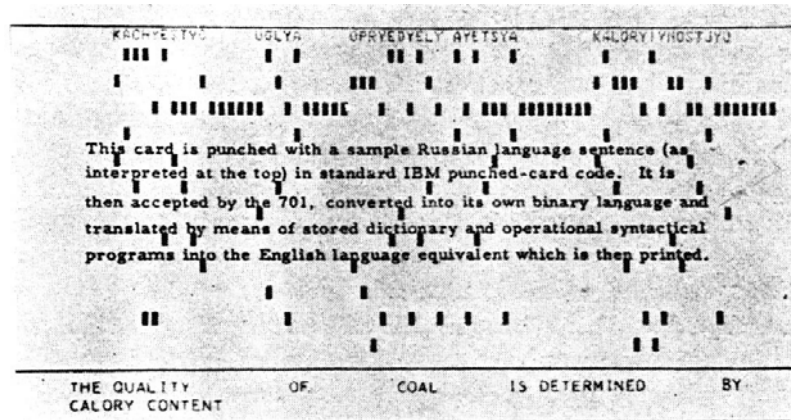 KACHYESTVO UGLYA OPRYEDYELYAYETSYA KALORYIYNOSTJYU
This card is punched with a sample Russian language sentence (as
interpreted at the top) in standard IBM punched-card code. It is
then accepted by the 701, converted into its own binary language and
translated by means of stored dictionary and operational syntactical
programs into the English language equivalent which is then printed.
THE QUALITY OF COAL IS DETERMINED BY
CALORY CONTENT